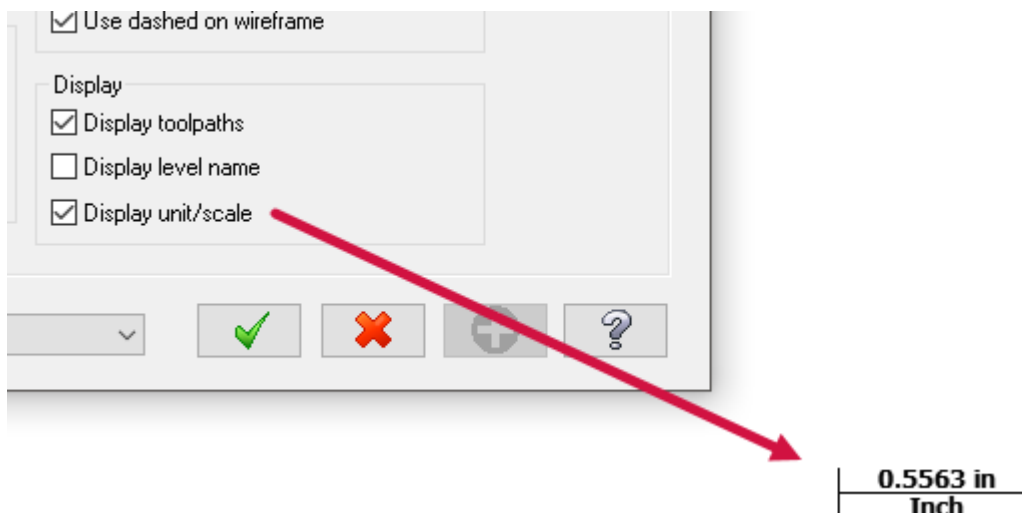 Use dashed on wireframe
Display
Display toolpaths
Display level name
Display unit/scale
0.5563 in
Inch